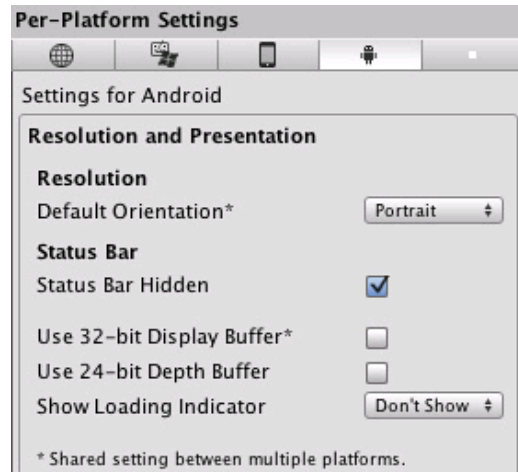 Per-Platform Settings
Settings for Android
Resolution and Presentation
Resolution
Default Orientation* Portrait
Status Bar
Status Bar Hidden
Use 32-bit Display Buffer*
Use 24-bit Depth Buffer
Show Loading Indicator Don't Show
* Shared setting between multiple platforms.